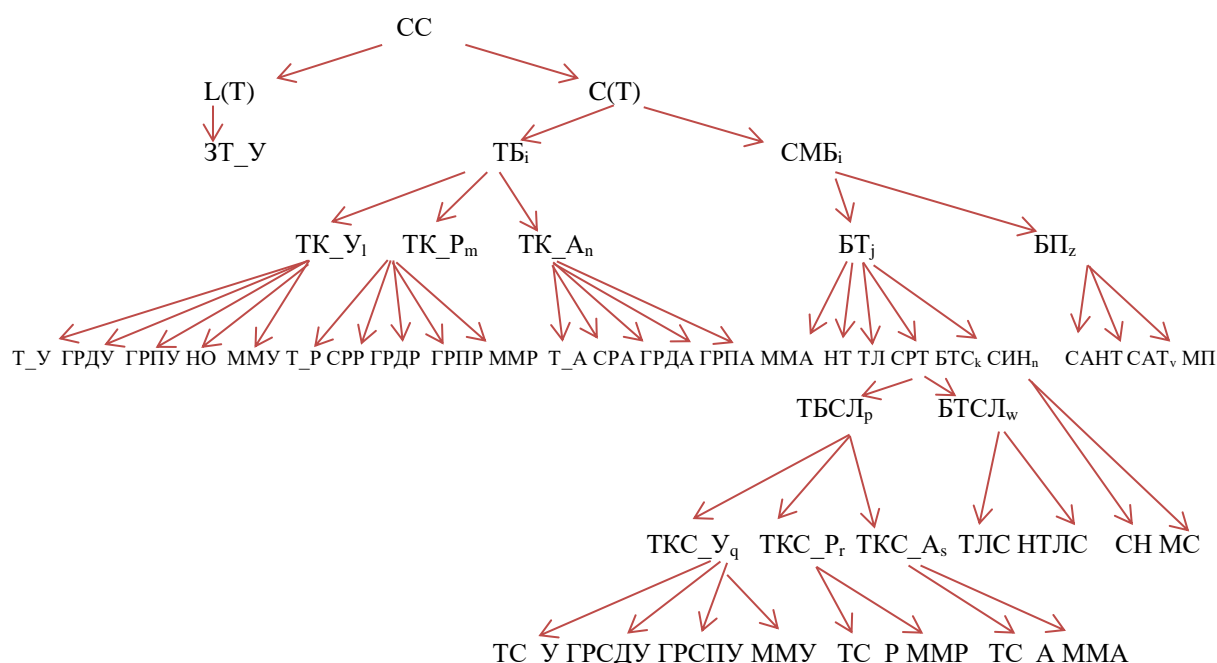 СС
L(T) С(Т)
ЗТ_У ТБi СМБi
ТК_Уl ТК_Рm ТК_Аn БТj БПz
Т_У ГРДУ ГРПУ НО ММУ Т_Р СРР ГРДР ГРПР ММР Т_А СРА ГРДА ГРПА ММА НТ ТЛ СРТ БТСk СИНn САНТ САТv МП
ТБСЛp БТСЛw
ТКС_Уq ТКС_Рr ТКС_Аs ТЛС НТЛС СН МС
ТС_У ГРСДУ ГРСПУ ММУ ТС_Р ММР ТС_А ММА